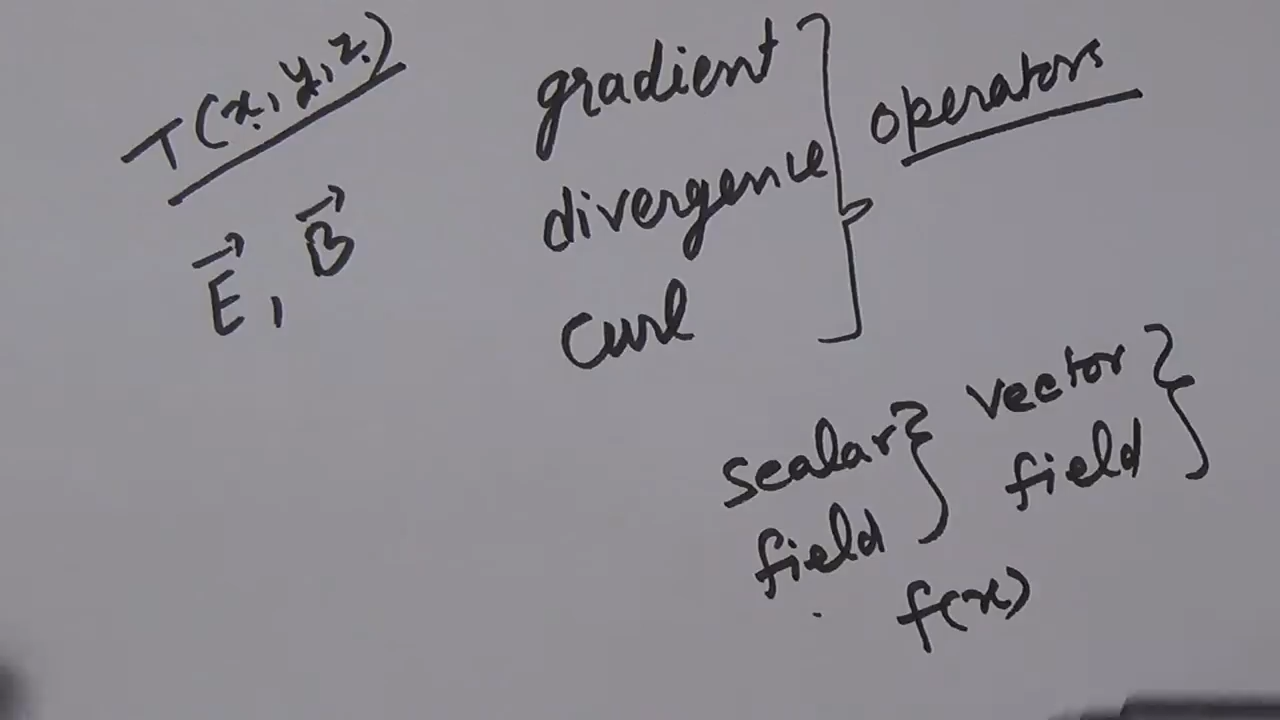 T(x, y, z)
E, B
gradient
divergence
curl
operators
scalar
field
vector
field
f(x)